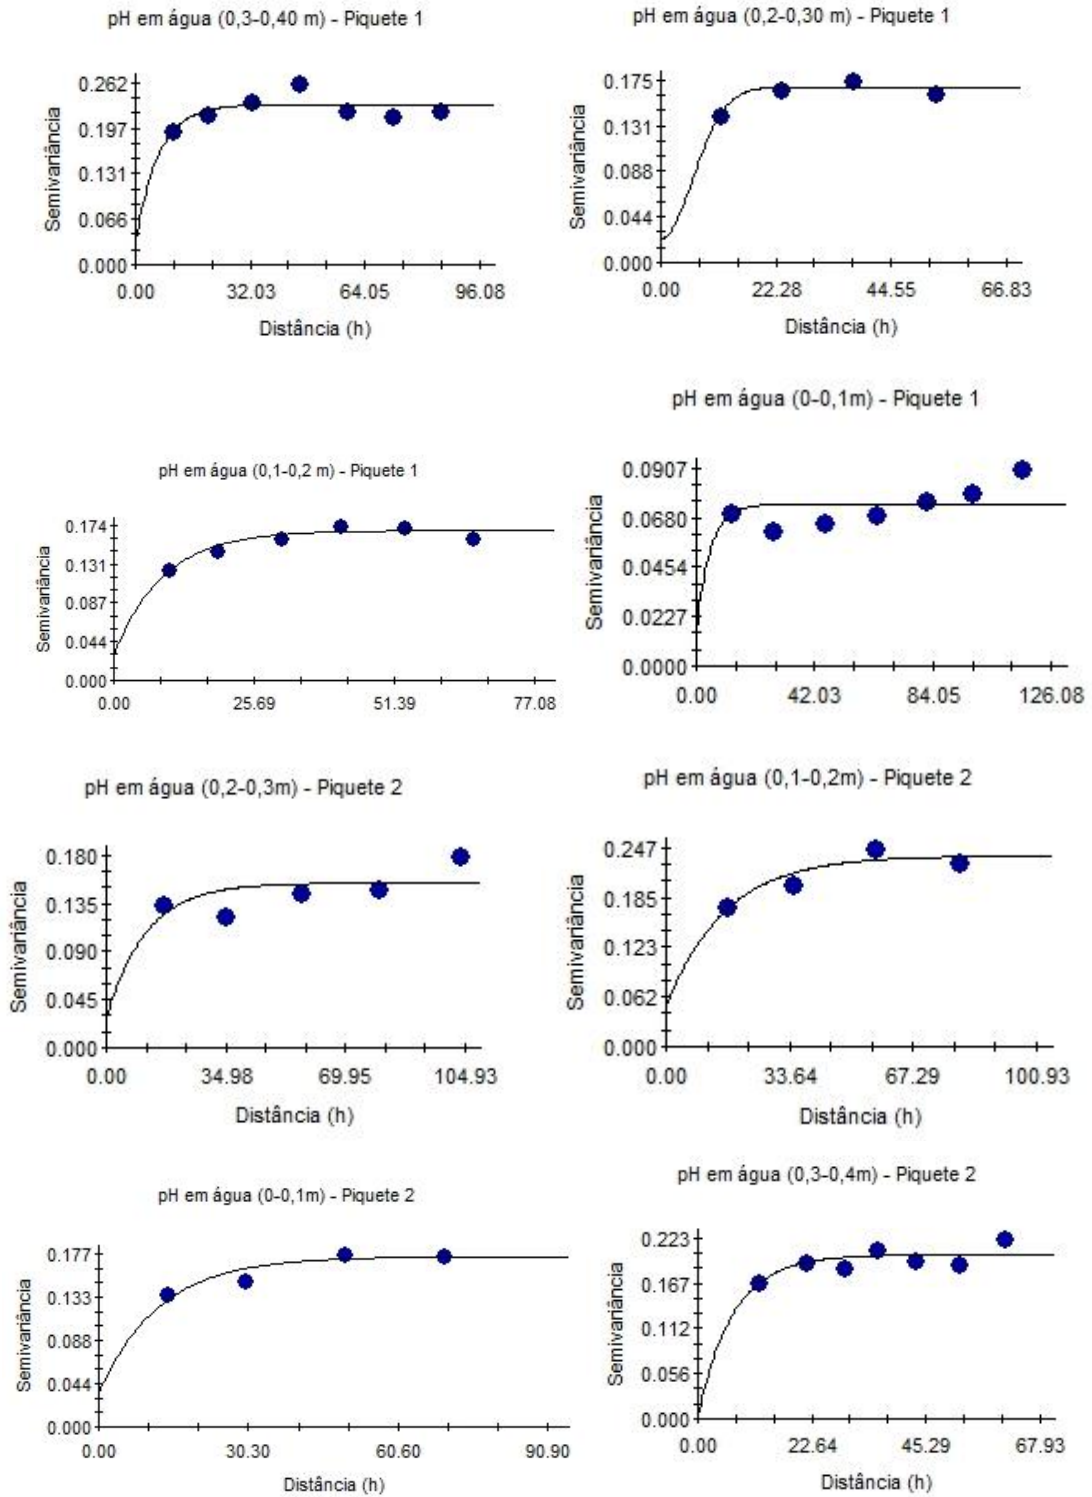 pH em água (0,3-0,40 m) - Piquete 1
Semivariância
0.262
0.197
0.131
0.066
0.000
0.00 32.03 64.05 96.08
Distância (h)
pH em água (0,2-0,30 m) - Piquete 1
Semivariância
0.175
0.131
0.088
0.044
0.000
0.00 22.28 44.55 66.83
Distância (h)
pH em água (0,1-0,2 m) - Piquete 1
Semivariância
0.174
0.131
0.087
0.044
0.000
0.00 25.69 51.39 77.08
pH em água (0-0,1m) - Piquete 1
Semivariância
0.0907
0.0680
0.0454
0.0227
0.0000
0.00 42.03 84.05 126.08
pH em água (0,2-0,3m) - Piquete 2
Semivariância
0.180
0.135
0.090
0.045
0.000
0.00 34.98 69.95 104.93
Distância (h)
pH em água (0,1-0,2m) - Piquete 2
Semivariância
0.247
0.185
0.123
0.062
0.000
0.00 33.64 67.29 100.93
Distância (h)
pH em água (0-0,1m) - Piquete 2
Semivariância
0.177
0.133
0.088
0.044
0.000
0.00 30.30 60.60 90.90
Distância (h)
pH em água (0,3-0,4m) - Piquete 2
Semivariância
0.223
0.167
0.112
0.056
0.000
0.00 22.64 45.29 67.93
Distância (h)